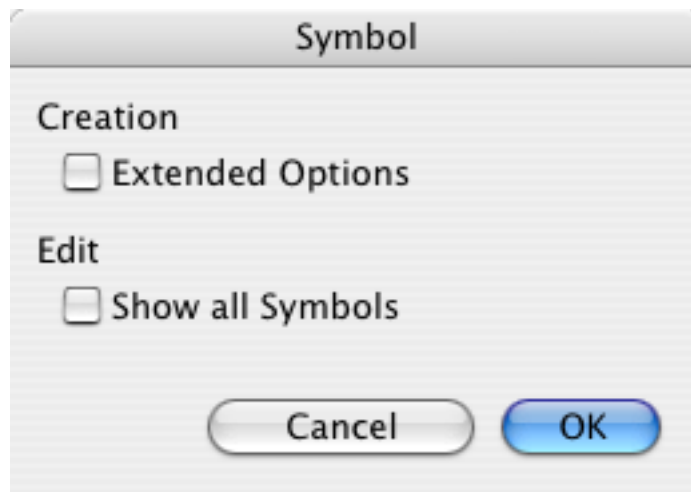 Symbol
Creation
Extended Options
Edit
Show all Symbols
Cancel OK